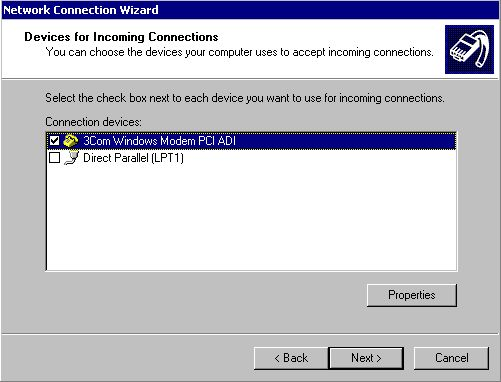 Network Connection Wizard
Devices for Incoming Connections
You can choose the devices your computer uses to accept incoming connections.
Select the check box next to each device you want to use for incoming connections.
Connection devices:
3Com Windows Modem PCI ADI
Direct Parallel (LPT1)
Properties
< Back
Next >
Cancel